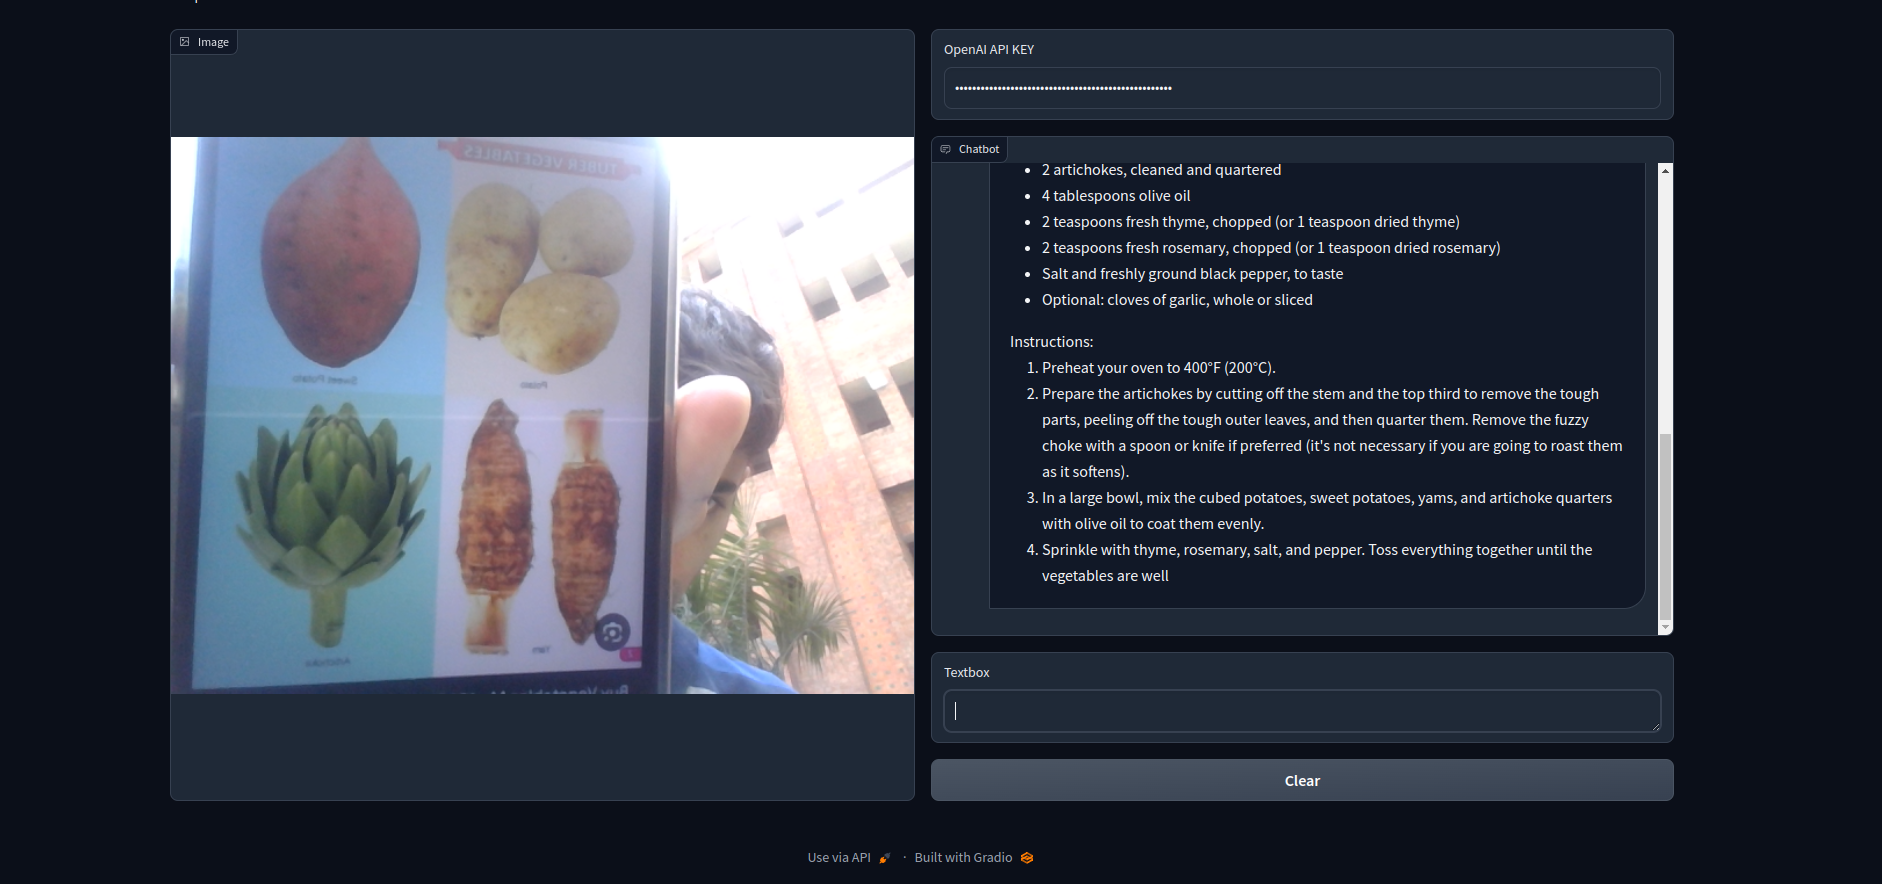 Image
TUBER VEGETABLES
Sweet Potato
Potato
Artichoke
Yam
OpenAI API KEY
••••••••••••••••••••••••••••••••••••••••••••••••••• 
Chatbot
2 artichokes, cleaned and quartered
4 tablespoons olive oil
2 teaspoons fresh thyme, chopped (or 1 teaspoon dried thyme)
2 teaspoons fresh rosemary, chopped (or 1 teaspoon dried rosemary)
Salt and freshly ground black pepper, to taste
Optional: cloves of garlic, whole or sliced
Instructions:
1. Preheat your oven to 400°F (200°C).
2. Prepare the artichokes by cutting off the stem and the top third to remove the tough
parts, peeling off the tough outer leaves, and then quarter them. Remove the fuzzy
choke with a spoon or knife if preferred (it's not necessary if you are going to roast them
as it softens).
3. In a large bowl, mix the cubed potatoes, sweet potatoes, yams, and artichoke quarters
with olive oil to coat them evenly.
4. Sprinkle with thyme, rosemary, salt, and pepper. Toss everything together until the
vegetables are well
Textbox
Clear
Use via API · Built with Gradio